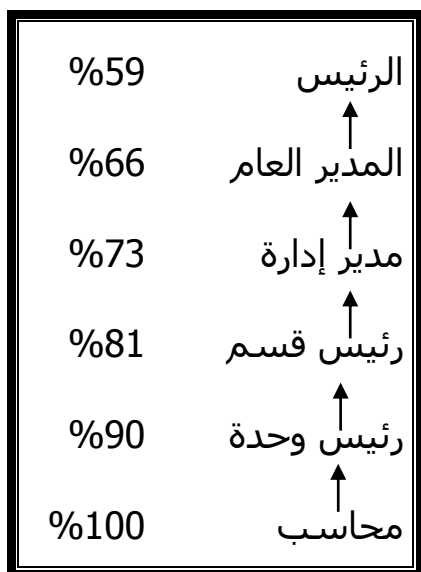 الرئيس %59
المدير العام %66
مدير إدارة %73
رئيس قسم %81
رئيس وحدة %90
محاسب %100